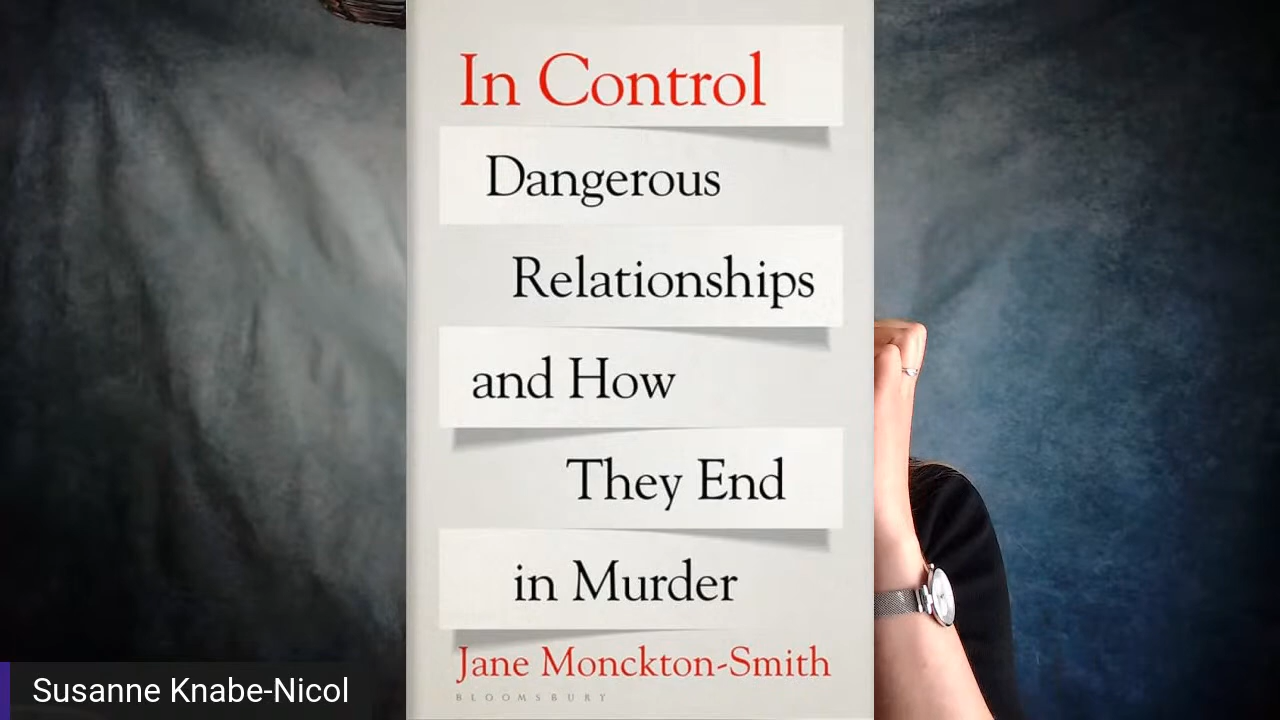 In Control
Dangerous
Relationships
and How
They End
in Murder
Jane Monckton-Smith
BLOOMSBURY
Susanne Knabe-Nicol